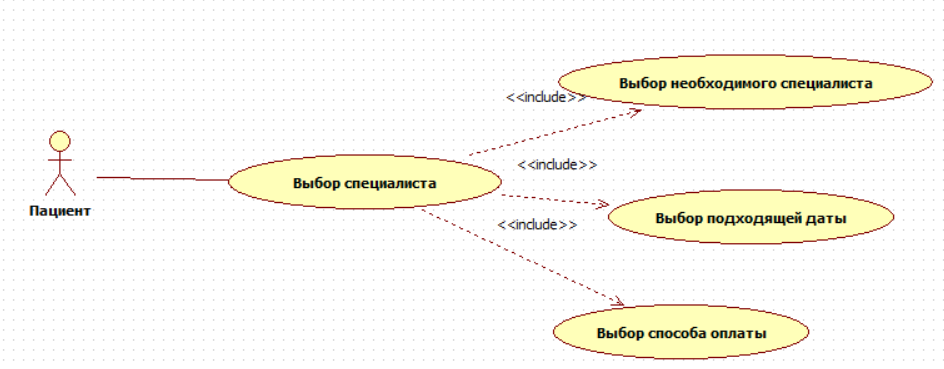 Выбор необходимого специалиста
<<include>>
<<include>>
Выбор специалиста
Пациент
Выбор подходящей даты
<<include>>
Выбор способа оплаты